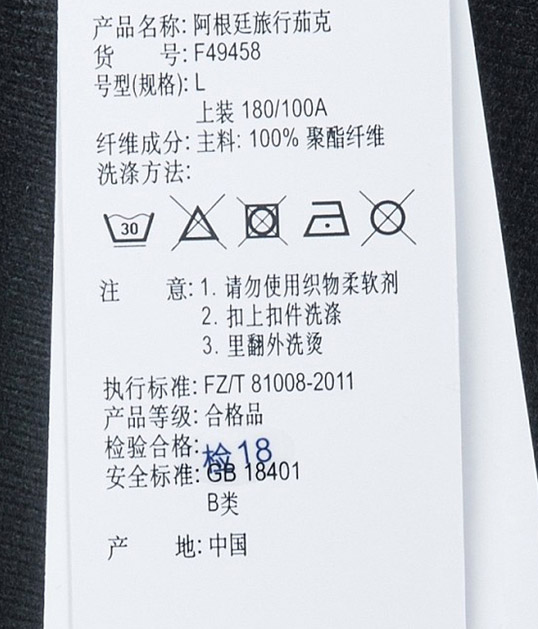 产品名称: 阿根廷旅行茄克
货 号: F49458
号型(规格): L
上装 180/100A
纤维成分: 主料: 100% 聚酯纤维
洗涤方法:
30
注 意: 1. 请勿使用织物柔软剂
2. 扣上扣件洗涤
3. 里翻外洗烫
执行标准: FZ/T 81008-2011
产品等级: 合格品
检验合格: 检18
安全标准: GB 18401
B类
产 地: 中国